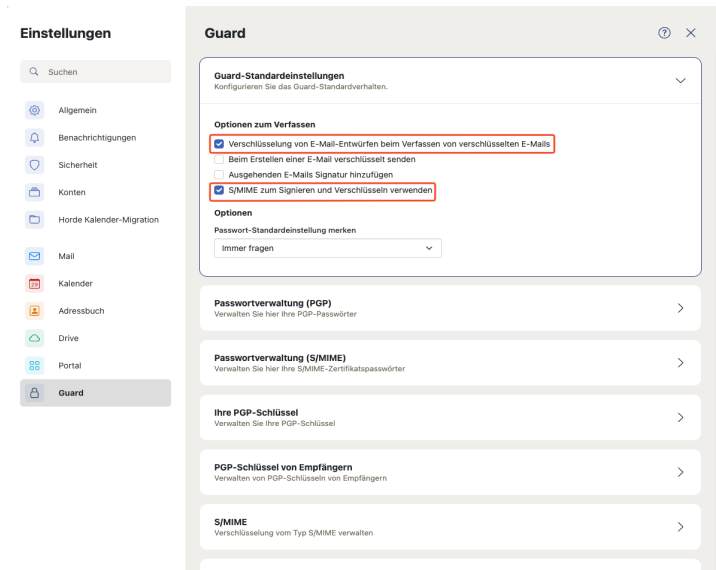 Einstellungen
Suchen
Allgemein
Benachrichtigungen
Sicherheit
Konten
Horde Kalender-Migration
Mail
29
Kalender
Adressbuch
Drive
Portal
Guard
Guard
Guard-Standardeinstellungen
Konfigurieren Sie das Guard-Standardverhalten.
Optionen zum Verfassen
Verschlüsselung von E-Mail-Entwürfen beim Verfassen von verschlüsselten E-Mails
Beim Erstellen einer E-Mail verschlüsselt senden
Ausgehenden E-Mails Signatur hinzufügen
S/MIME zum Signieren und Verschlüsseln verwenden
Optionen
Passwort-Standardeinstellung merken
Immer fragen
Passwortverwaltung (PGP)
Verwalten Sie hier Ihre PGP-Passwörter
Passwortverwaltung (S/MIME)
Verwalten Sie hier Ihre S/MIME-Zertifikatspasswörter
Ihre PGP-Schlüssel
Verwalten Sie Ihre PGP-Schlüssel
PGP-Schlüssel von Empfängern
Verwalten von PGP-Schlüsseln von Empfängern
S/MIME
Verschlüsselung vom Typ S/MIME verwalten